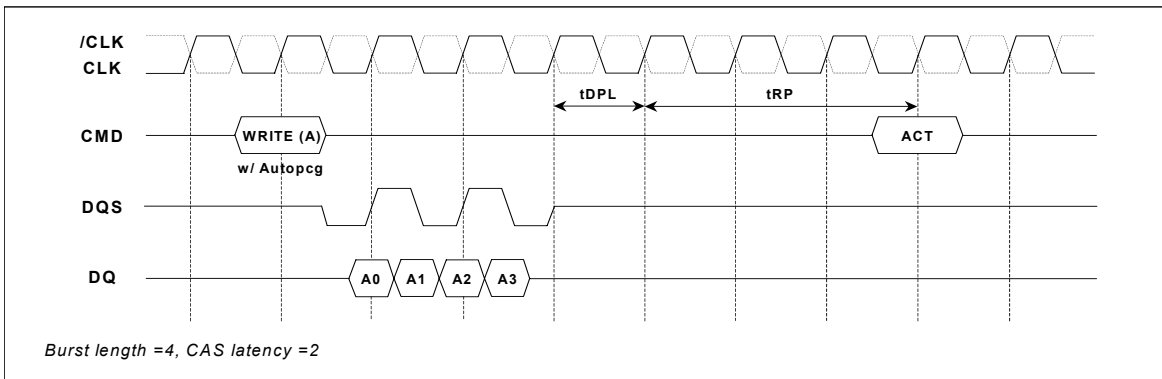 /CLK
CLK
tDPL
tRP
CMD
WRITE (A)
ACT
w/ Autopcg
DQS
DQ
A0
A1
A2
A3
Burst length =4, CAS latency =2